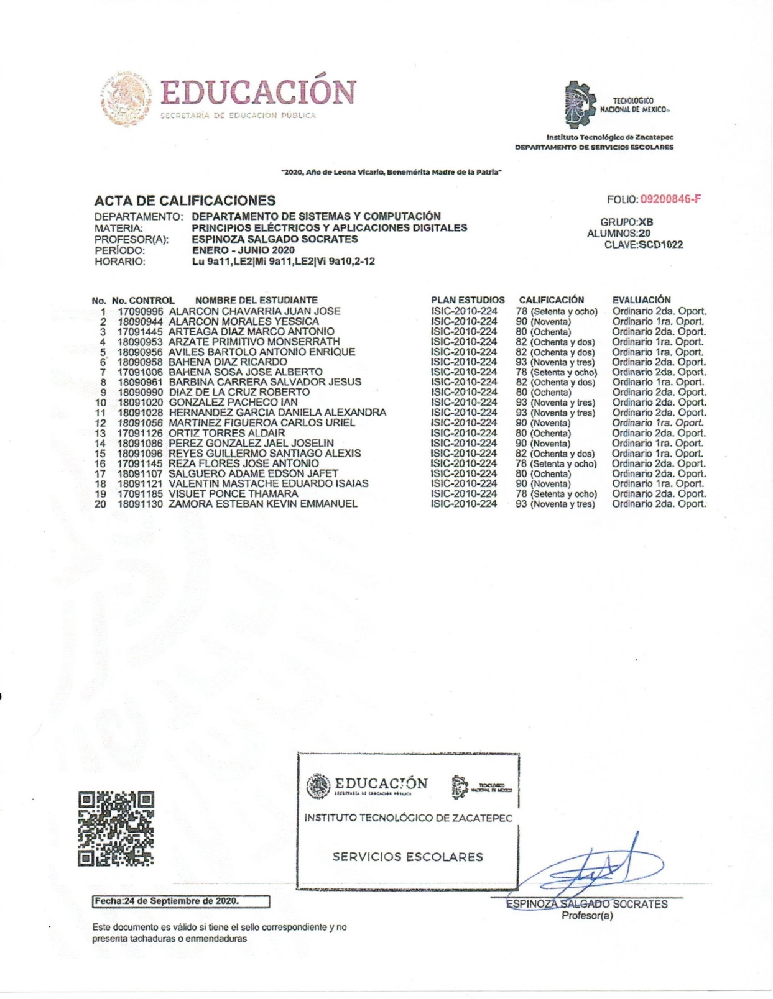 EDUCACIÓN
SECRETARÍA DE EDUCACIÓN PÚBLICA
TECNOLÓGICO
NACIONAL DE MÉXICO
Instituto Tecnológico de Zacatepec
DEPARTAMENTO DE SERVICIOS ESCOLARES
"2020, Año de Leona Vicario, Benemérita Madre de la Patria"
ACTA DE CALIFICACIONES
FOLIO: 09200846-F
DEPARTAMENTO: DEPARTAMENTO DE SISTEMAS Y COMPUTACIÓN
MATERIA: PRINCIPIOS ELÉCTRICOS Y APLICACIONES DIGITALES
PROFESOR(A): ESPINOZA SALGADO SOCRATES
PERÍODO: ENERO - JUNIO 2020
HORARIO: Lu 9a11,LE2|Mi 9a11,LE2|Vi 9a10,2-12
GRUPO:XB
ALUMNOS:20
CLAVE:SCD1022
No. No. CONTROL NOMBRE DEL ESTUDIANTE PLAN ESTUDIOS CALIFICACIÓN EVALUACIÓN
1 17090996 ALARCON CHAVARRIA JUAN JOSE ISIC-2010-224 78 (Setenta y ocho) Ordinario 2da. Oport.
2 18090944 ALARCON MORALES YESSICA ISIC-2010-224 90 (Noventa) Ordinario 1ra. Oport.
3 17091445 ARTEAGA DIAZ MARCO ANTONIO ISIC-2010-224 80 (Ochenta) Ordinario 2da. Oport.
4 18090953 ARZATE PRIMITIVO MONSERRATH ISIC-2010-224 82 (Ochenta y dos) Ordinario 1ra. Oport.
5 18090956 AVILES BARTOLO ANTONIO ENRIQUE ISIC-2010-224 82 (Ochenta y dos) Ordinario 1ra. Oport.
6 18090958 BAHENA DIAZ RICARDO ISIC-2010-224 93 (Noventa y tres) Ordinario 2da. Oport.
7 17091006 BAHENA SOSA JOSE ALBERTO ISIC-2010-224 78 (Setenta y ocho) Ordinario 2da. Oport.
8 18090961 BARBINA CARRERA SALVADOR JESUS ISIC-2010-224 82 (Ochenta y dos) Ordinario 1ra. Oport.
9 18090990 DIAZ DE LA CRUZ ROBERTO ISIC-2010-224 80 (Ochenta) Ordinario 2da. Oport.
10 18091020 GONZALEZ PACHECO IAN ISIC-2010-224 93 (Noventa y tres) Ordinario 2da. Oport.
11 18091028 HERNANDEZ GARCIA DANIELA ALEXANDRA ISIC-2010-224 93 (Noventa y tres) Ordinario 2da. Oport.
12 18091056 MARTINEZ FIGUEROA CARLOS URIEL ISIC-2010-224 90 (Noventa) Ordinario 1ra. Oport.
13 17091126 ORTIZ TORRES ALDAIR ISIC-2010-224 80 (Ochenta) Ordinario 2da. Oport.
14 18091086 PEREZ GONZALEZ JAEL JOSELIN ISIC-2010-224 90 (Noventa) Ordinario 1ra. Oport.
15 18091096 REYES GUILLERMO SANTIAGO ALEXIS ISIC-2010-224 82 (Ochenta y dos) Ordinario 1ra. Oport.
16 17091145 REZA FLORES JOSE ANTONIO ISIC-2010-224 78 (Setenta y ocho) Ordinario 2da. Oport.
17 18091107 SALGUERO ADAME EDSON JAFET ISIC-2010-224 80 (Ochenta) Ordinario 2da. Oport.
18 18091121 VALENTIN MASTACHE EDUARDO ISAIAS ISIC-2010-224 90 (Noventa) Ordinario 1ra. Oport.
19 17091185 VISUET PONCE THAMARA ISIC-2010-224 78 (Setenta y ocho) Ordinario 2da. Oport.
20 18091130 ZAMORA ESTEBAN KEVIN EMMANUEL ISIC-2010-224 93 (Noventa y tres) Ordinario 2da. Oport.
EDUCACIÓN
SECRETARÍA DE EDUCACIÓN PÚBLICA
TECNOLÓGICO
NACIONAL DE MÉXICO
INSTITUTO TECNOLÓGICO DE ZACATEPEC
SERVICIOS ESCOLARES
Fecha:24 de Septiembre de 2020.
ESPINOZA SALGADO SOCRATES
Profesor(a)
Este documento es válido si tiene el sello correspondiente y no
presenta tachaduras o enmendaduras